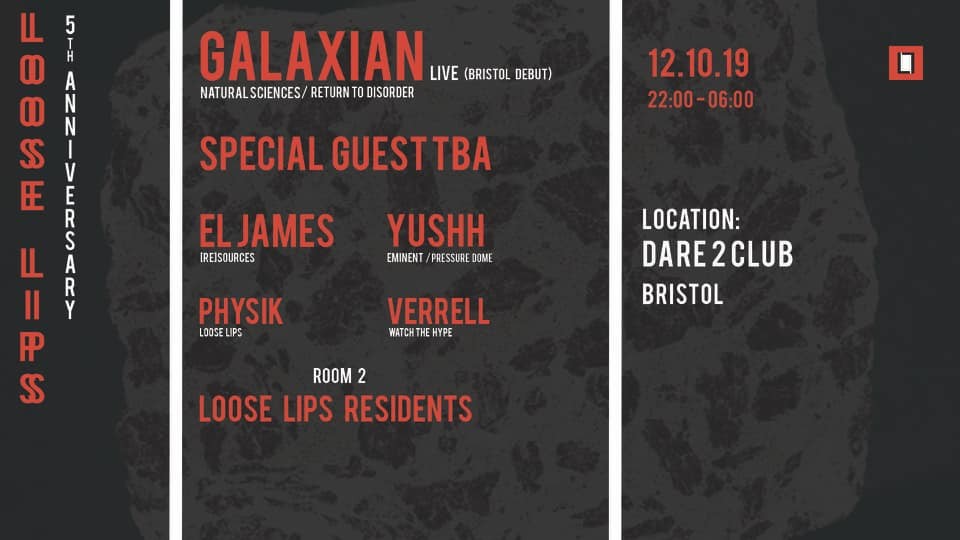 LOOSE LIPS
5TH ANNIVERSARY
GALAXIAN LIVE (BRISTOL DEBUT)
NATURAL SCIENCES / RETURN TO DISORDER
SPECIAL GUEST TBA
EL JAMES
(RE)SOURCES
YUSHH
EMINENT / PRESSURE DOME
PHYSIK
LOOSE LIPS
VERRELL
WATCH THE HYPE
ROOM 2
LOOSE LIPS RESIDENTS
12.10.19
22:00 - 06:00
LOCATION:
DARE 2 CLUB
BRISTOL